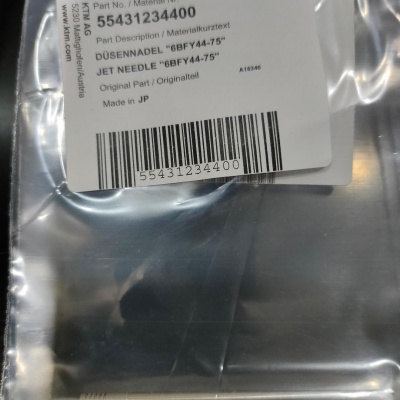 Part No. / Material Nr.
55431234400
Part Description / Materialkurztext
DÜSENNADEL "6BFY44-75"
JET NEEDLE "6BFY44-75"
Original Part / Originalteil
A16346
Made in JP
55431234400
KTM AG
5230 Mattighofen/Austria
www.ktm.com